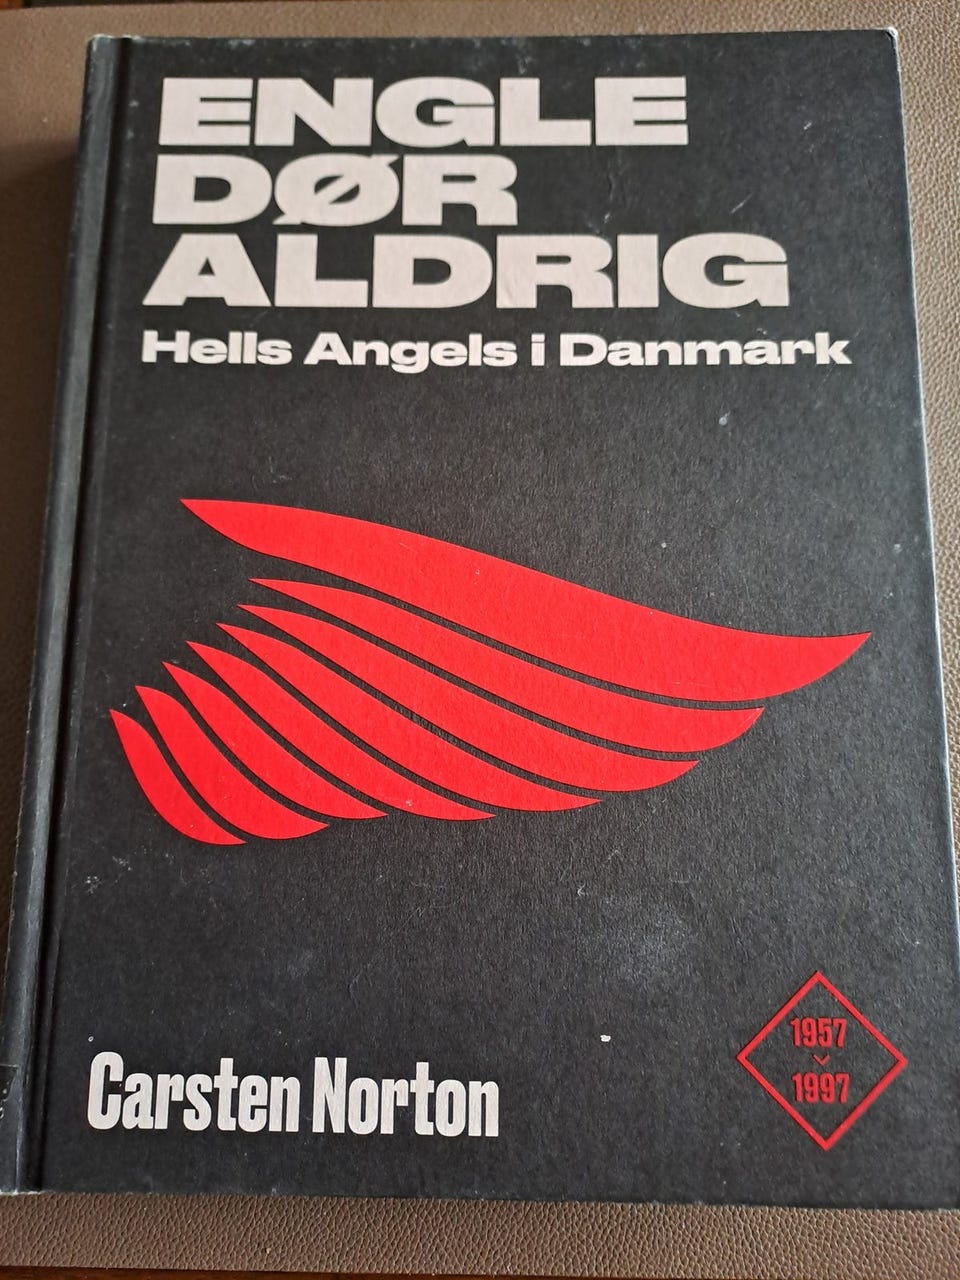 ENGLE
DØR
ALDRIG
Hells Angels i Danmark
Carsten Norton
1957
1997